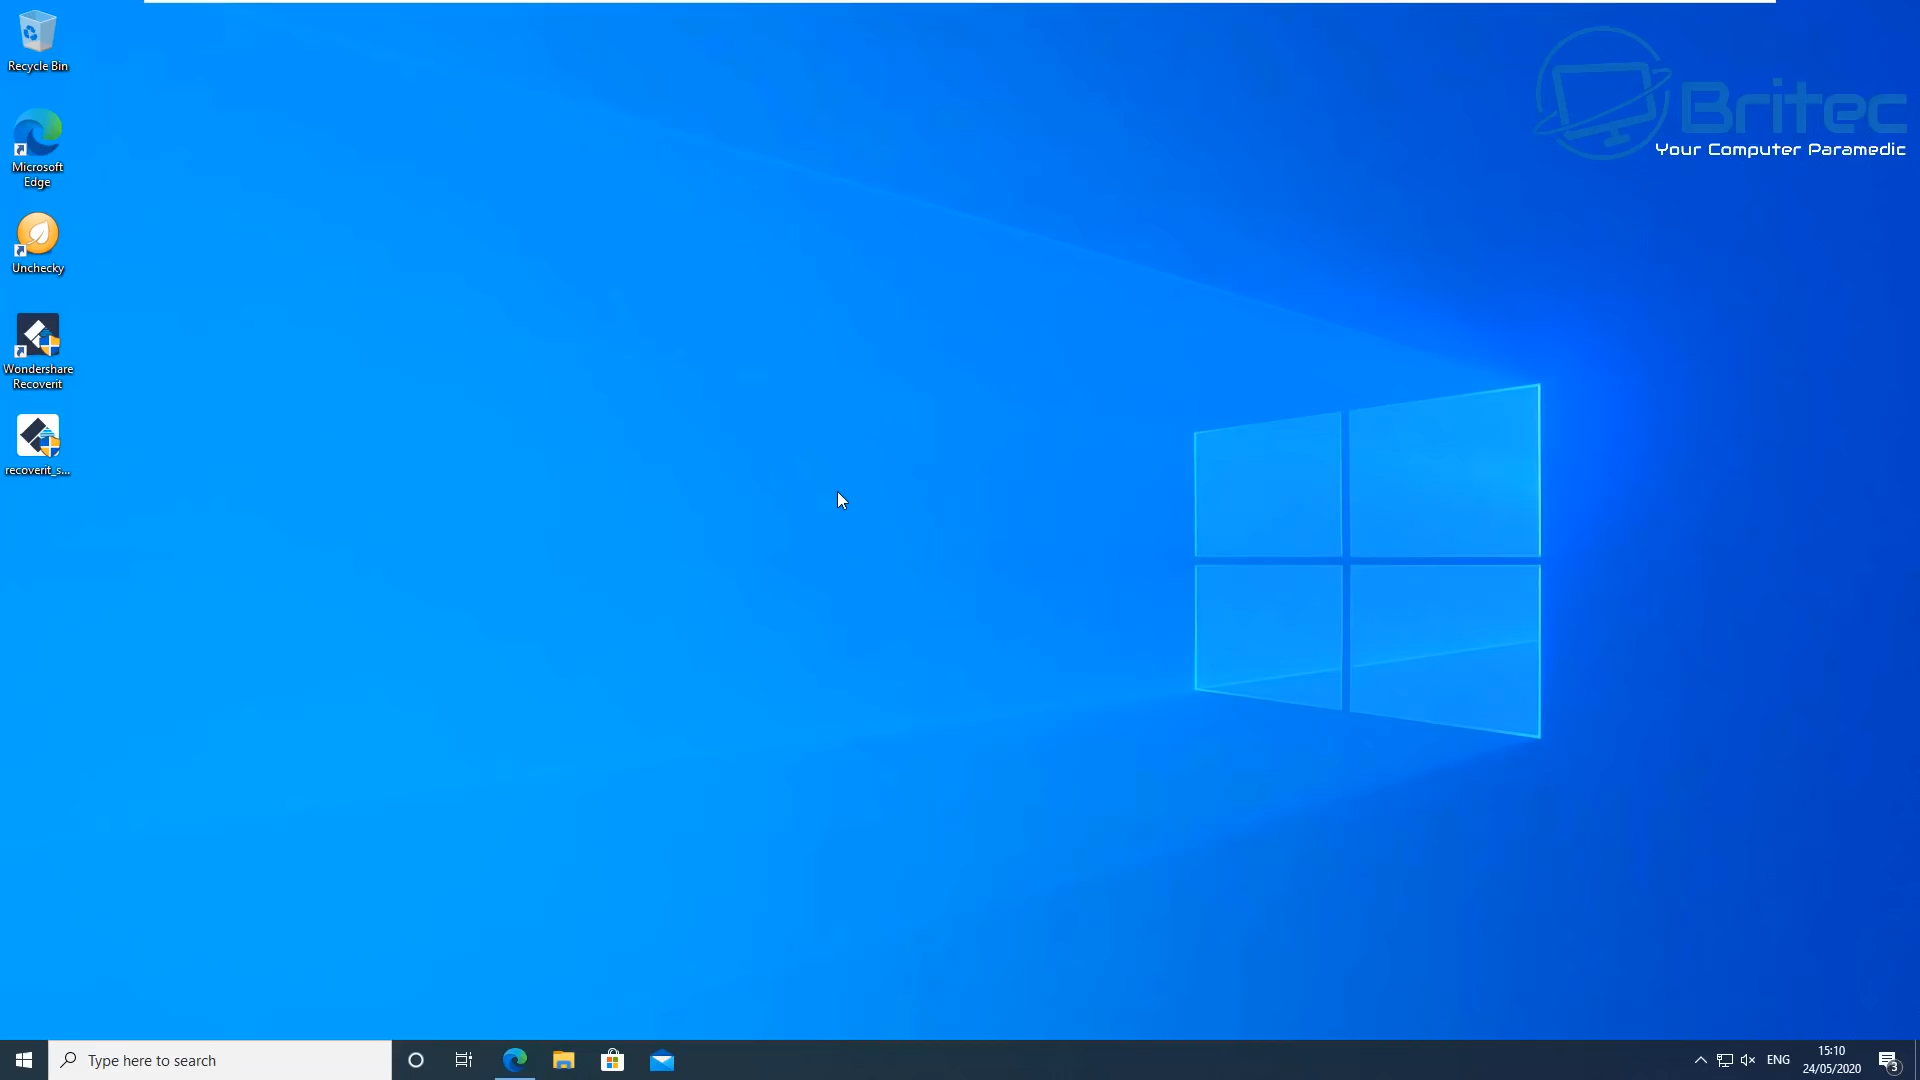 Recycle Bin
Microsoft
Edge
Unchecky
Wondershare
Recoverit
recoverit_s...
Britec
Your Computer Paramedic
Type here to search
ENG
15:10
24/05/2020
3